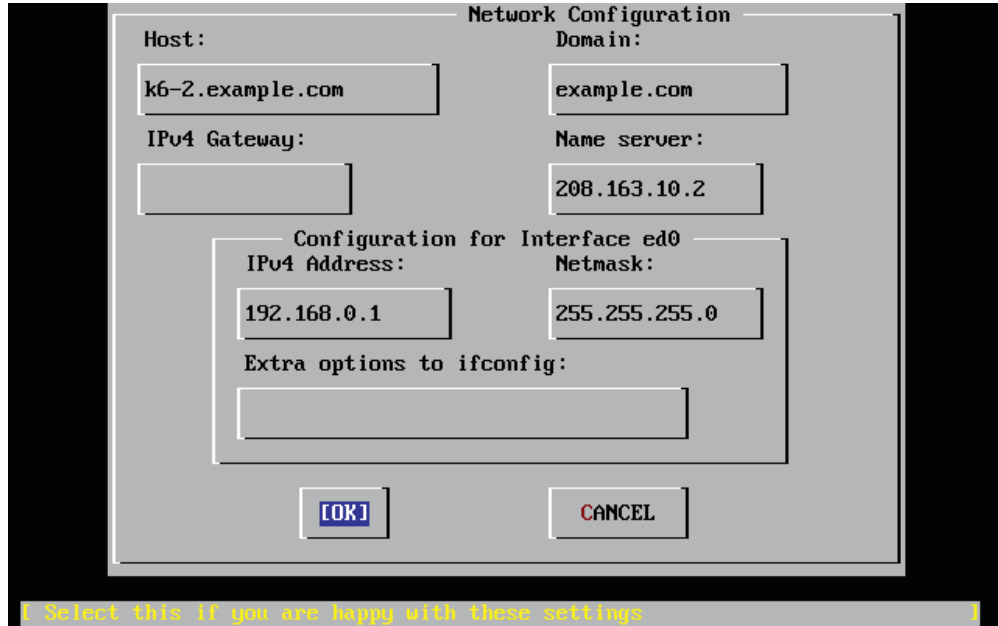 Network Configuration
Host: Domain:
k6-2.example.com example.com
IPv4 Gateway: Name server:
208.163.10.2
Configuration for Interface ed0
IPv4 Address: Netmask:
192.168.0.1 255.255.255.0
Extra options to ifconfig:
[OK] CANCEL
[ Select this if you are happy with these settings ]